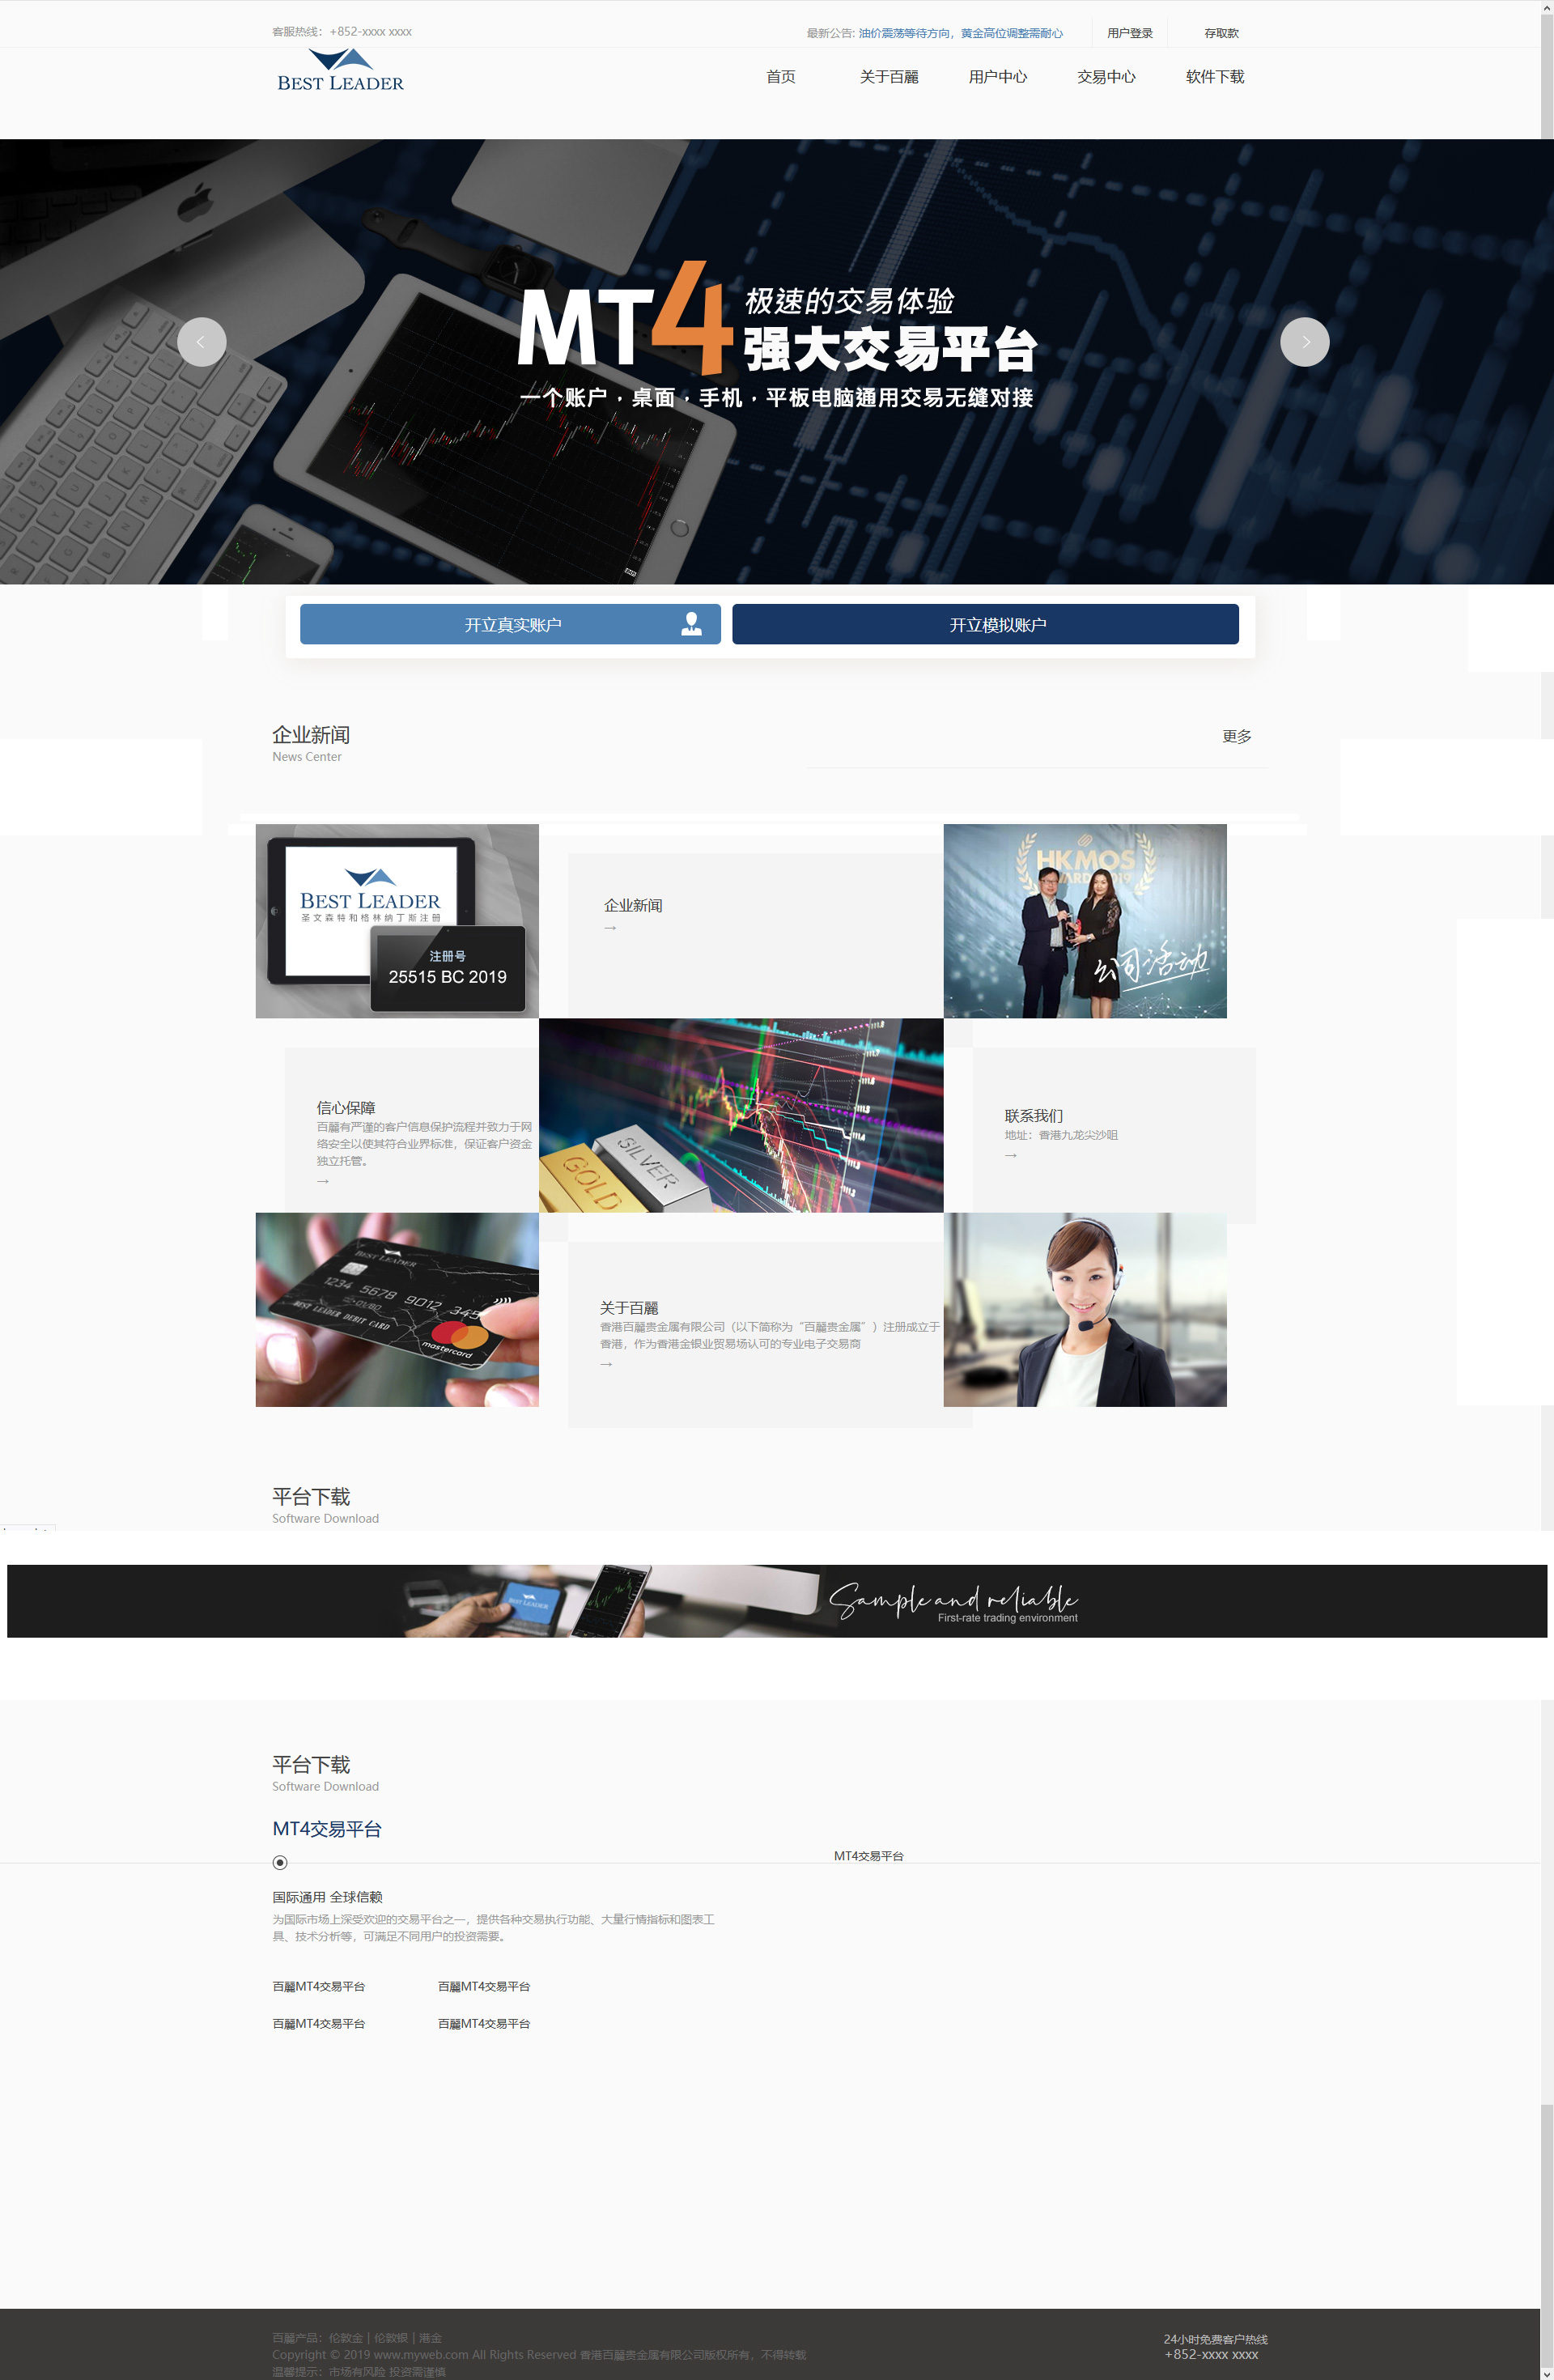 客服热线：+852-xxxx xxxx
最新公告: 油价震荡等待方向，黄金高位调整需耐心
用户登录
存取款
BEST LEADER
首页
关于百麗
用户中心
交易中心
软件下载
MT4 极速的交易体验
强大交易平台
一个账户 · 桌面 · 手机 · 平板电脑通用交易无缝对接
开立真实账户
开立模拟账户
企业新闻
News Center
更多
BEST LEADER
圣文森特和格林纳丁斯注册
注册号
25515 BC 2019
企业新闻
→
HKMOS
公司活动
信心保障
百麗有严谨的客户信息保护流程并致力于网
络安全以使其符合业界标准，保证客户资金
独立托管。
→
GOLD
SILVER
联系我们
地址：香港九龙尖沙咀
→
BEST LEADER
1234 5678 9012 345
BEST LEADER DEBIT CARD
mastercard
关于百麗
香港百麗贵金属有限公司（以下简称为“百麗贵金属”）注册成立于
香港，作为香港金银业贸易场认可的专业电子交易商
→
平台下载
Software Download
BEST LEADER
Sample and reliable
First-rate trading environment
平台下载
Software Download
MT4交易平台
MT4交易平台
国际通用 全球信赖
为国际市场上深受欢迎的交易平台之一，提供各种交易执行功能、大量行情指标和图表工
具、技术分析等，可满足不同用户的投资需要。
百麗MT4交易平台
百麗MT4交易平台
百麗MT4交易平台
百麗MT4交易平台
百麗产品：伦敦金 | 伦敦银 | 港金
Copyright © 2019 www.myweb.com All Rights Reserved 香港百麗贵金属有限公司版权所有，不得转载
温馨提示：市场有风险 投资需谨慎
24小时免费客户热线
+852-xxxx xxxx